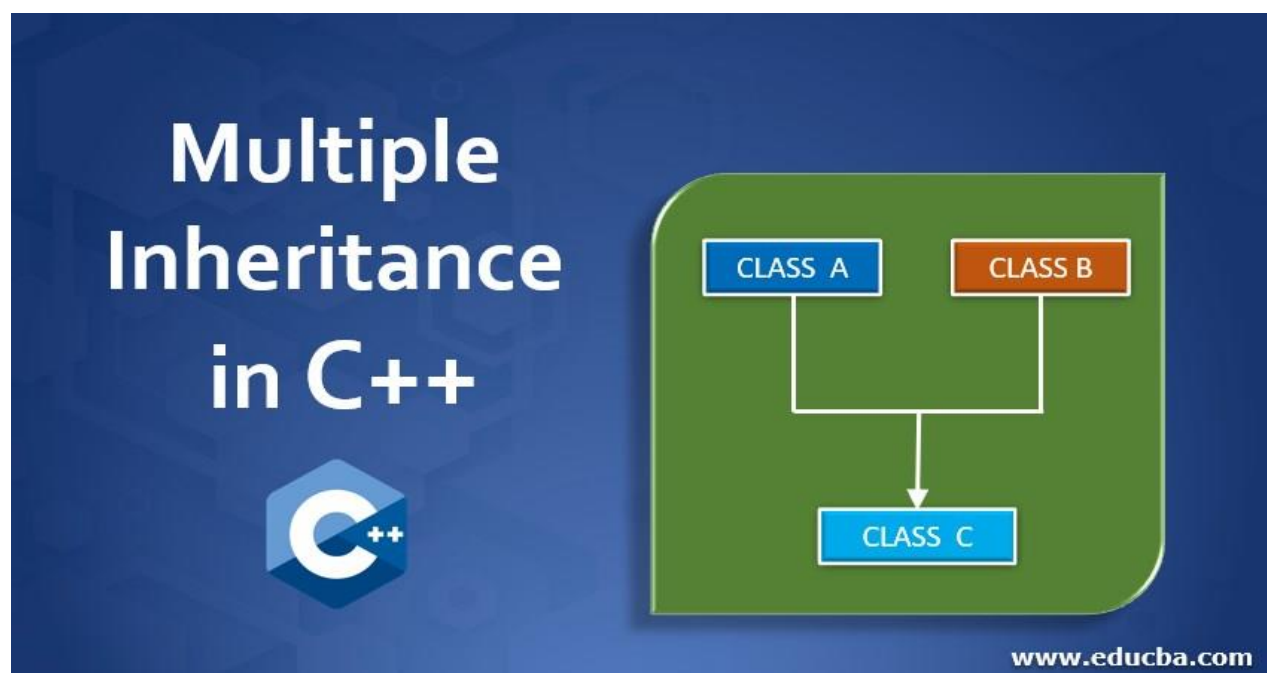 Multiple
Inheritance
in C++
C++
CLASS A
CLASS B
CLASS C
www.educba.com